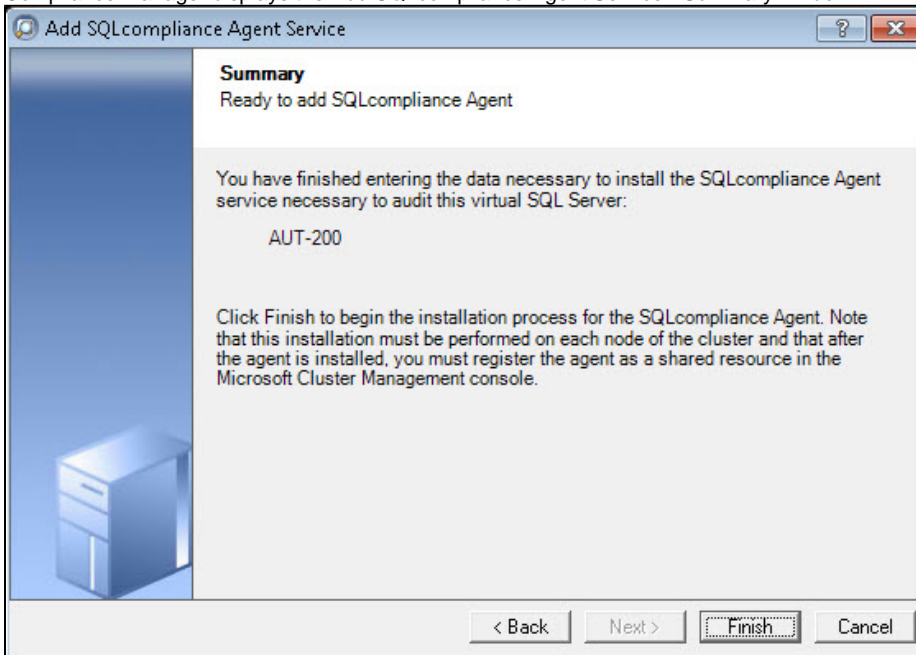 Add SQLcompliance Agent Service
Summary
Ready to add SQLcompliance Agent
You have finished entering the data necessary to install the SQLcompliance Agent
service necessary to audit this virtual SQL Server:
AUT-200
Click Finish to begin the installation process for the SQLcompliance Agent. Note
that this installation must be performed on each node of the cluster and that after
the agent is installed, you must register the agent as a shared resource in the
Microsoft Cluster Management console.
< Back Next > Finish Cancel